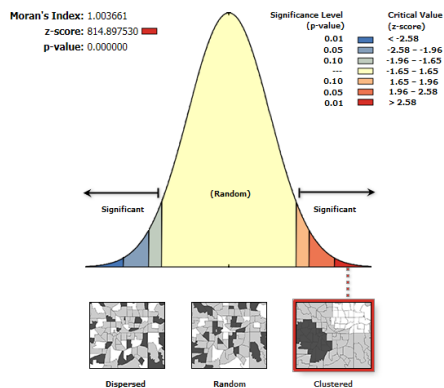 Moran's Index: 1.003661
z-score: 814.897530
p-value: 0.000000
Significance Level
(p-value)
Critical Value
(z-score)
0.01 < -2.58
0.05 -2.58 – -1.96
0.10 -1.96 – -1.65
--- -1.65 – 1.65
0.10 1.65 – 1.96
0.05 1.96 – 2.58
0.01 > 2.58
(Random)
Significant
Significant
Dispersed
Random
Clustered